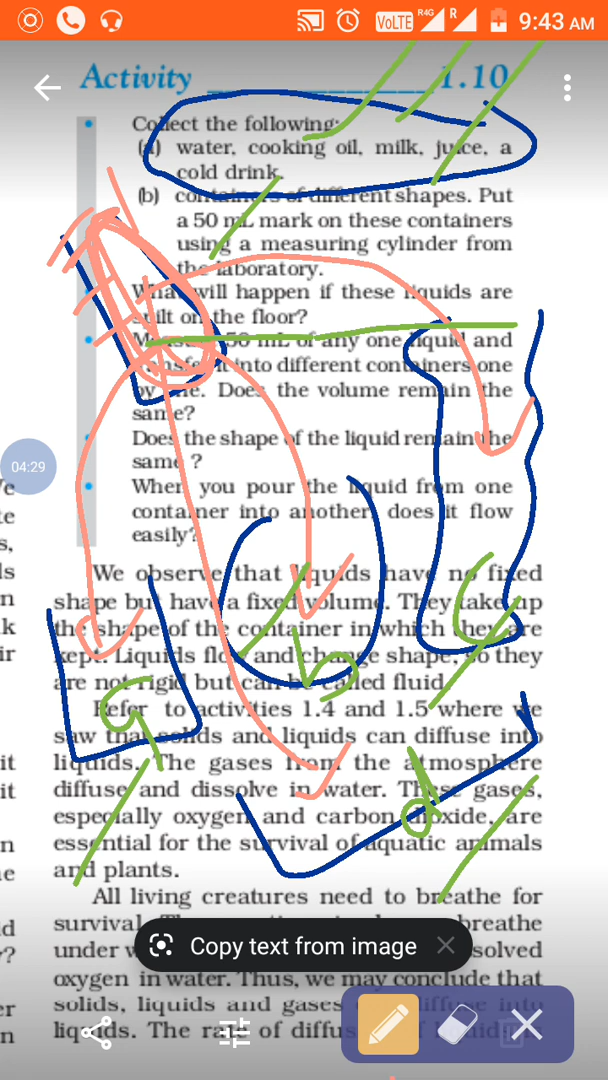 VoLTE R4G R 9:43 AM
Activity 1.10
• Collect the following:
(a) water, cooking oil, milk, juice, a
cold drink.
(b) containers of different shapes. Put
a 50 mL mark on these containers
using a measuring cylinder from
the laboratory.
• What will happen if these liquids are
spilt on the floor?
• Measure 50 mL of any one liquid and
transfer it into different containers one
by one. Does the volume remain the
same?
• Does the shape of the liquid remain the
same ?
• When you pour the liquid from one
container into another, does it flow
easily?
04:29
We observe that liquids have no fixed
shape but have a fixed volume. They take up
the shape of the container in which they are
kept. Liquids flow and change shape, so they
are not rigid but can be called fluid.
Refer to activities 1.4 and 1.5 where we
saw that solids and liquids can diffuse into
liquids. The gases from the atmosphere
diffuse and dissolve in water. These gases,
especially oxygen and carbon dioxide, are
essential for the survival of aquatic animals
and plants.
All living creatures need to breathe for
survival. breathe
under solved
oxygen in water. Thus, we may conclude that
solids, liquids and gases diffuse into
liquids. The rate of
Copy text from image
a
b
c
d